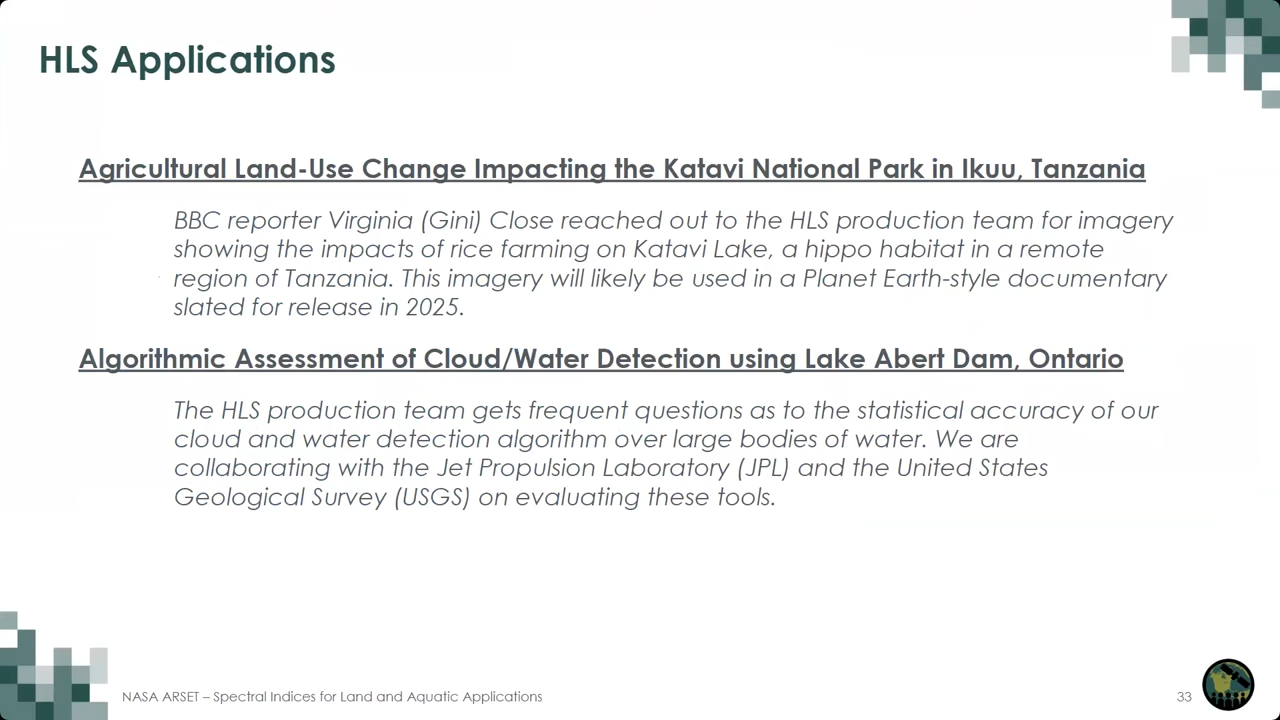 HLS Applications
Agricultural Land-Use Change Impacting the Katavi National Park in Ikuu, Tanzania
BBC reporter Virginia (Gini) Close reached out to the HLS production team for imagery
showing the impacts of rice farming on Katavi Lake, a hippo habitat in a remote
region of Tanzania. This imagery will likely be used in a Planet Earth-style documentary
slated for release in 2025.
Algorithmic Assessment of Cloud/Water Detection using Lake Abert Dam, Ontario
The HLS production team gets frequent questions as to the statistical accuracy of our
cloud and water detection algorithm over large bodies of water. We are
collaborating with the Jet Propulsion Laboratory (JPL) and the United States
Geological Survey (USGS) on evaluating these tools.
NASA ARSET – Spectral Indices for Land and Aquatic Applications
33